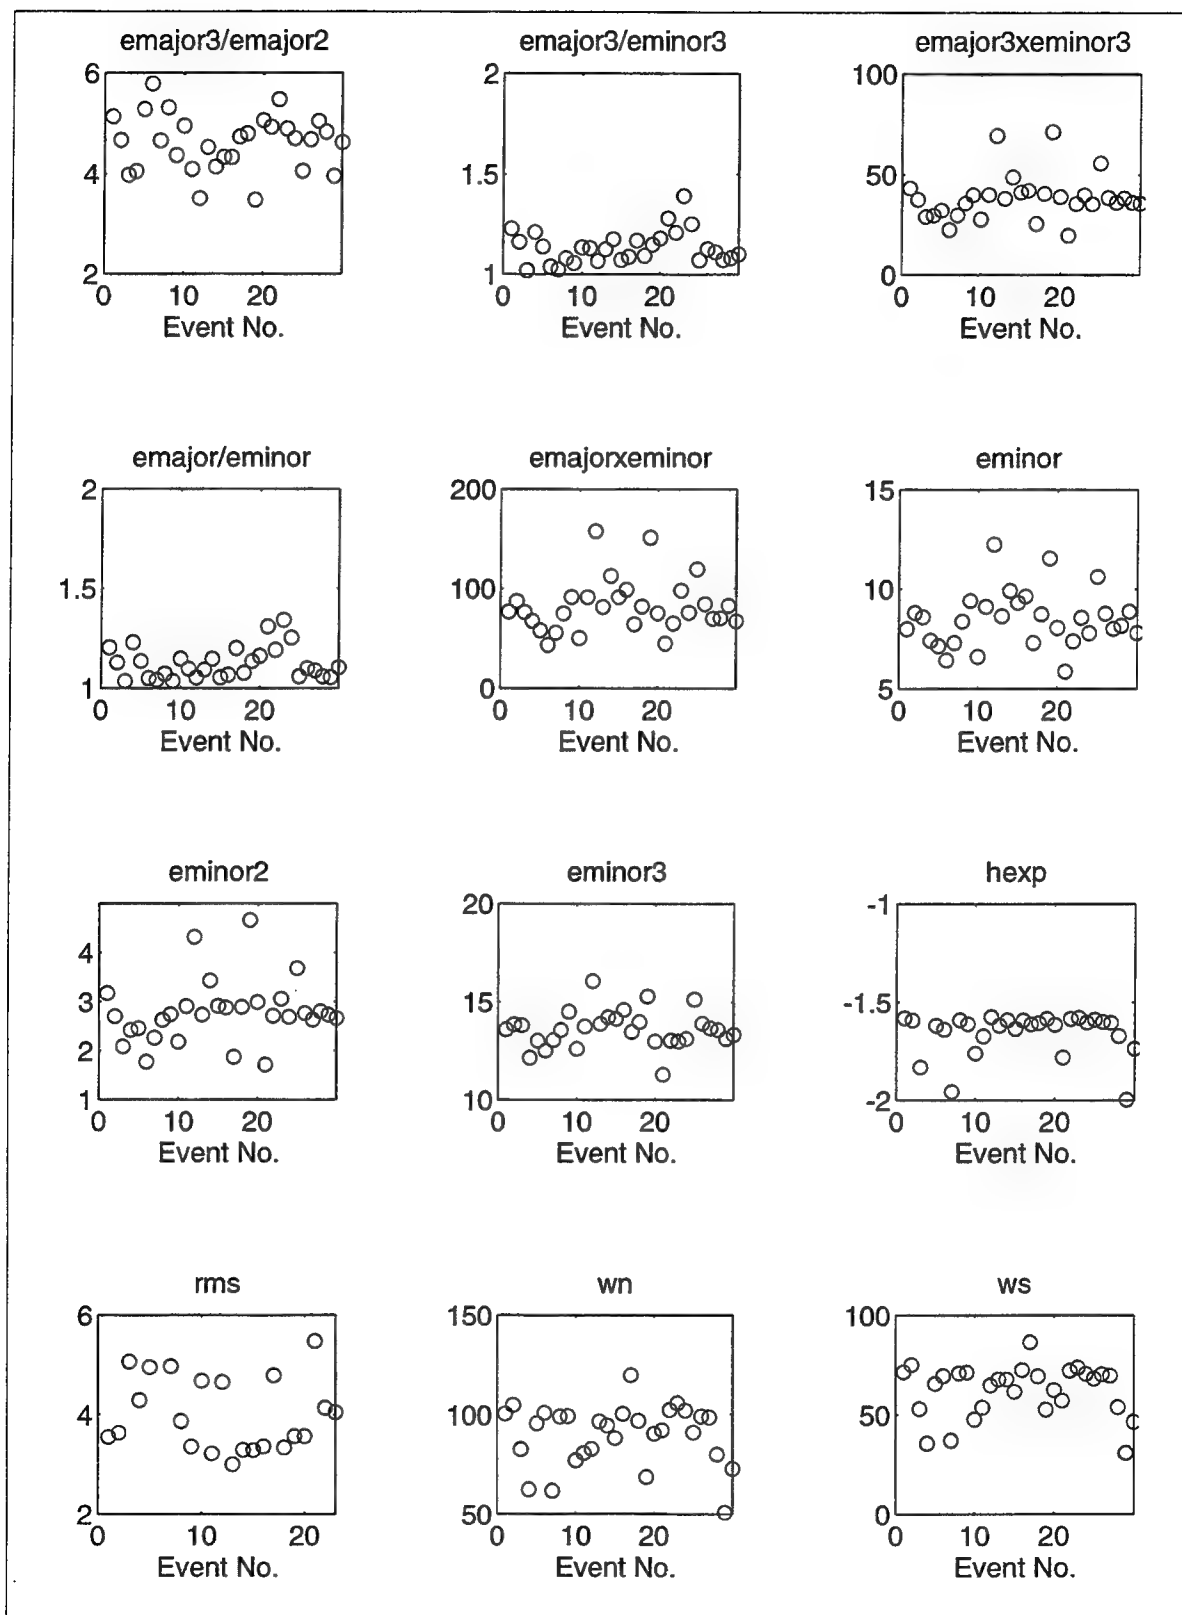 emajor3/emajor2
6
4
2
0 10 20
Event No.
emajor3/eminor3
2
1.5
1
0 20
Event No.
emajor3xeminor3
100
50
0
0 10 20
Event No.
emajor/eminor
2
1.5
1
0 10 20
Event No.
emajorxeminor
200
100
0
0 10 20
Event No.
eminor
15
10
5
0 10 20
Event No.
eminor2
4
3
2
1
0 10 20
Event No.
eminor3
20
15
10
0 10 20
Event No.
hexp
-1
-1.5
-2
0 20
Event No.
rms
6
4
2
0 10 20
Event No.
wn
150
100
50
0 10 20
Event No.
ws
100
50
0
0 10 20
Event No.